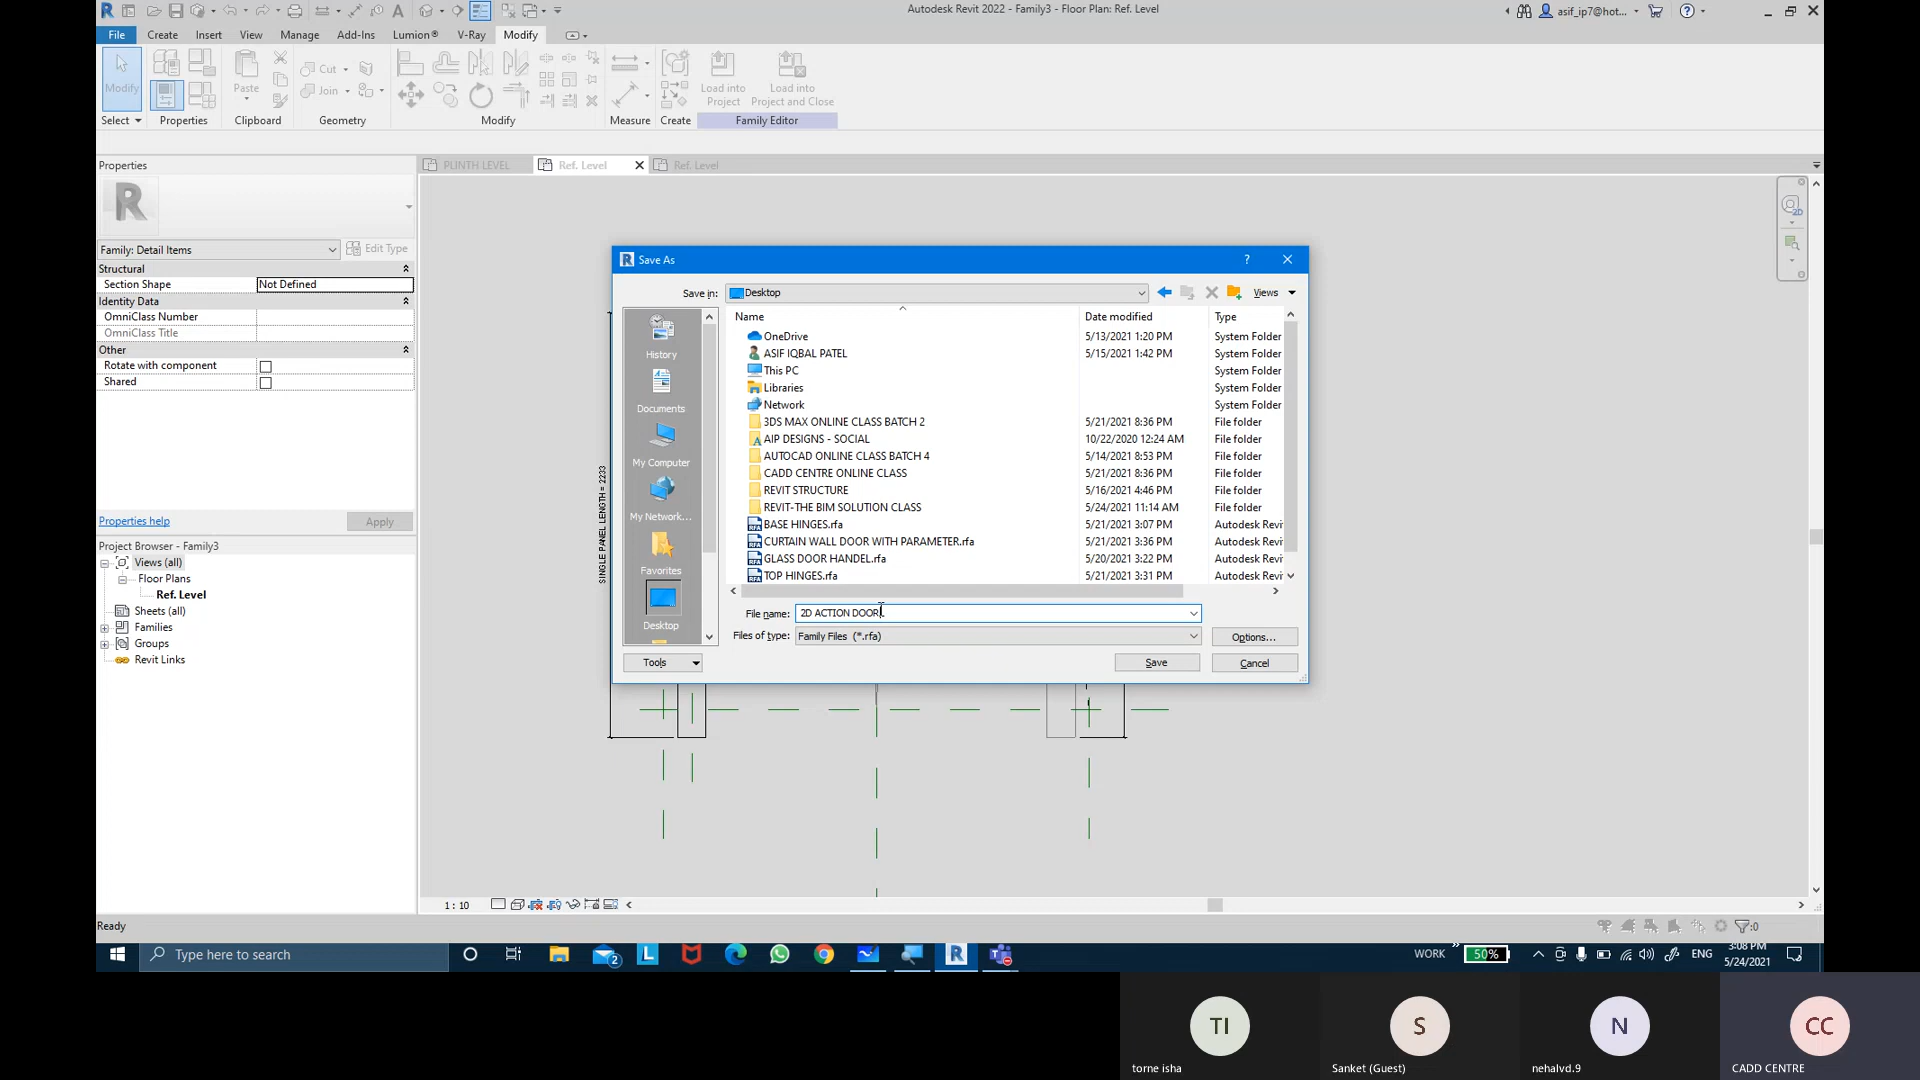 Autodesk Revit 2022 - Family3 - Floor Plan: Ref. Level
asif_ip7@hot...
File Create Insert View Manage Add-Ins Lumion® V-Ray Modify
Modify
Paste
Cut
Join
Load into Project
Load into Project and Close
Select Properties Clipboard Geometry Modify Measure Create Family Editor
Properties
PLINTH LEVEL Ref. Level Ref. Level
R
Family: Detail Items Edit Type
Structural
Section Shape Not Defined
Identity Data
OmniClass Number
OmniClass Title
Other
Rotate with component
Shared
Properties help Apply
Project Browser - Family3
Views (all)
Floor Plans
Ref. Level
Sheets (all)
Families
Groups
Revit Links
SINGLE PANEL LENGTH = 2233
Save As
Save in: Desktop Views
Name Date modified Type
OneDrive 5/13/2021 1:20 PM System Folder
ASIF IQBAL PATEL 5/15/2021 1:42 PM System Folder
This PC System Folder
Libraries System Folder
Network System Folder
3DS MAX ONLINE CLASS BATCH 2 5/21/2021 8:36 PM File folder
AIP DESIGNS - SOCIAL 10/22/2020 12:24 AM File folder
AUTOCAD ONLINE CLASS BATCH 4 5/14/2021 8:53 PM File folder
CADD CENTRE ONLINE CLASS 5/21/2021 8:36 PM File folder
REVIT STRUCTURE 5/16/2021 4:46 PM File folder
REVIT-THE BIM SOLUTION CLASS 5/24/2021 11:14 AM File folder
BASE HINGES.rfa 5/21/2021 3:07 PM Autodesk Revi
CURTAIN WALL DOOR WITH PARAMETER.rfa 5/21/2021 3:36 PM Autodesk Revi
GLASS DOOR HANDEL.rfa 5/20/2021 3:22 PM Autodesk Revi
TOP HINGES.rfa 5/21/2021 3:31 PM Autodesk Revi
History
Documents
My Computer
My Network...
Favorites
Desktop
File name: 2D ACTION DOOR
Files of type: Family Files (*.rfa) Options...
Tools Save Cancel
1 : 10
Ready
:0
Type here to search
2
WORK
50%
ENG
3:08 PM
5/24/2021
TI
S
N
CC
torne isha
Sanket (Guest)
nehalvd.9
CADD CENTRE